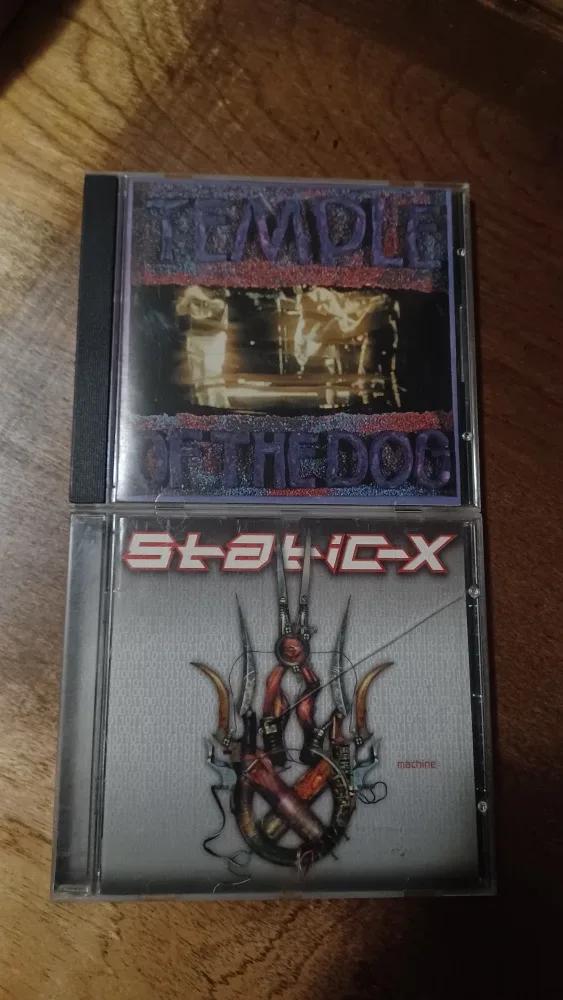 TEMPLE
OF THE DOG
Static-X
machine